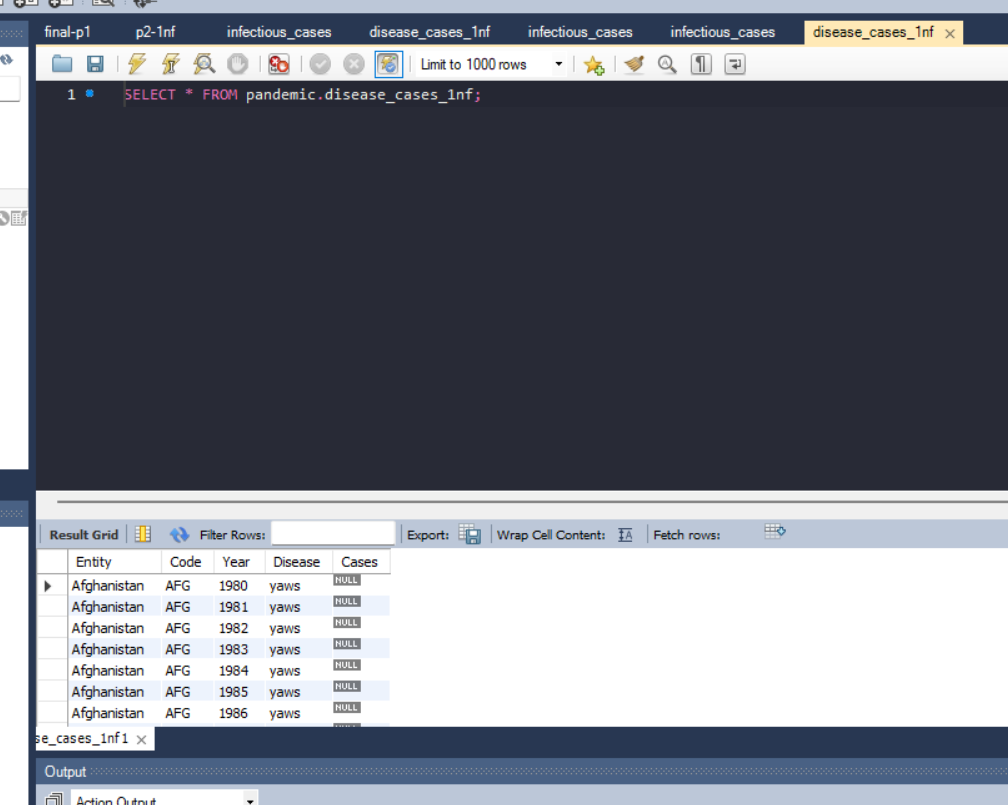 final-p1 p2-1nf infectious_cases disease_cases_1nf infectious_cases infectious_cases disease_cases_1nf
Limit to 1000 rows
1 SELECT * FROM pandemic.disease_cases_1nf;
Result Grid Filter Rows: Export: Wrap Cell Content: Fetch rows:
Entity Code Year Disease Cases
Afghanistan AFG 1980 yaws NULL
Afghanistan AFG 1981 yaws NULL
Afghanistan AFG 1982 yaws NULL
Afghanistan AFG 1983 yaws NULL
Afghanistan AFG 1984 yaws NULL
Afghanistan AFG 1985 yaws NULL
Afghanistan AFG 1986 yaws NULL
se_cases_1nf1
Output
Action Output